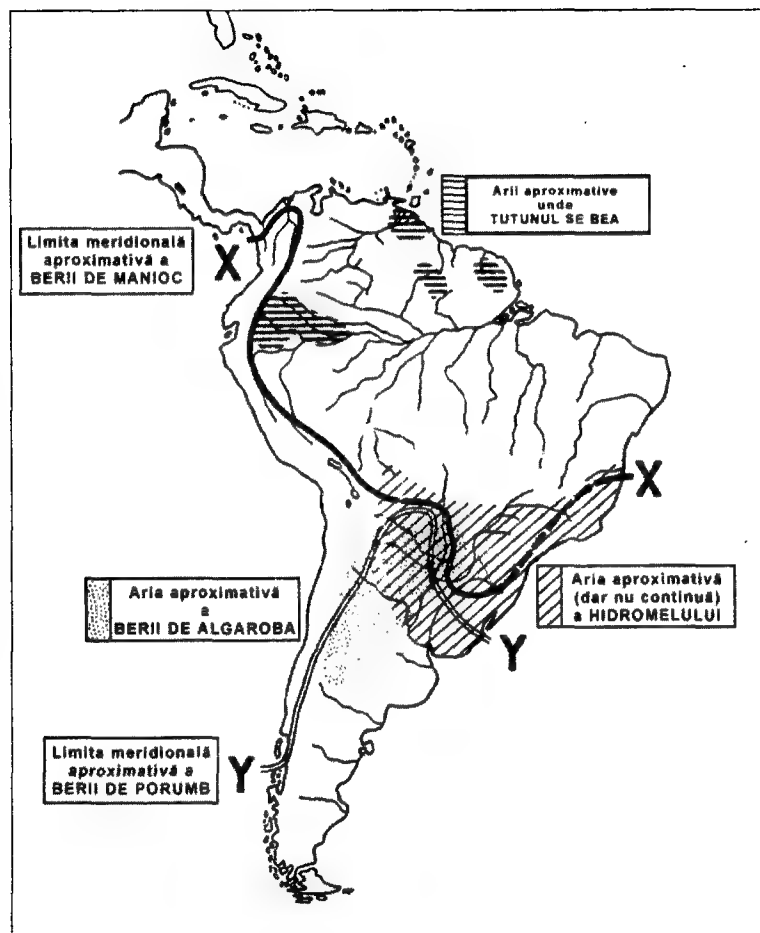 Arii aproximative
unde
TUTUNUL SE BEA
Limita meridională
aproximativă a
BERII DE MANIOC
X
X
Aria aproximativă
a
BERII DE ALGAROBA
Aria aproximativă
(dar nu continuă)
a HIDROMELULUI
Y
Limita meridională
aproximativă a
BERII DE PORUMB
Y